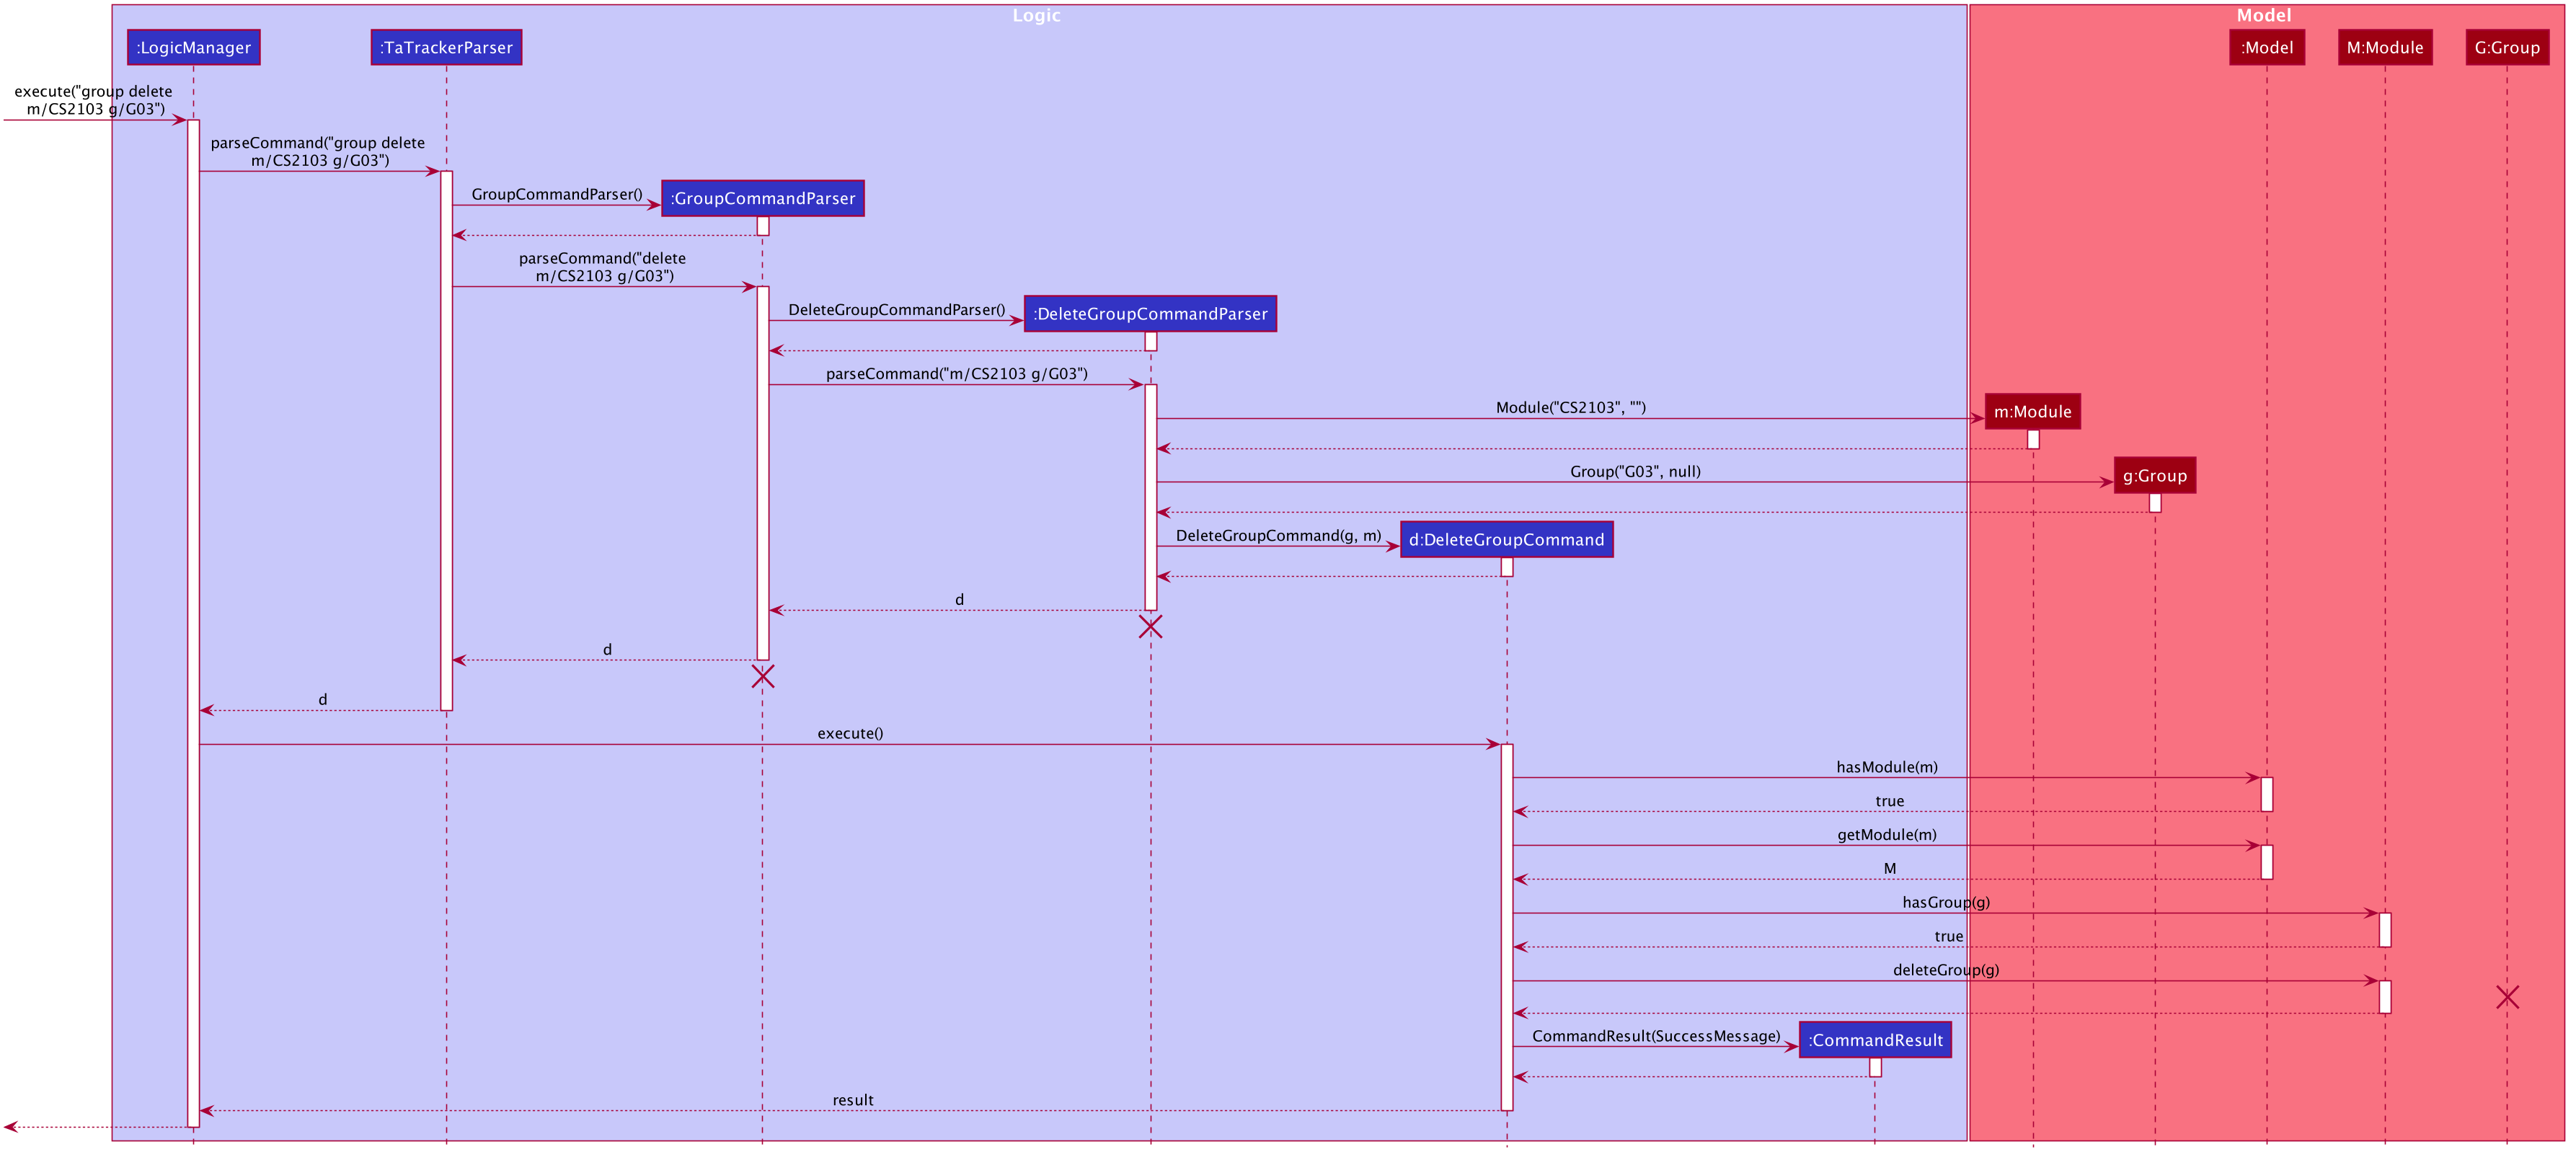 Logic
Model
:LogicManager
:TaTrackerParser
:Model
M:Module
G:Group
execute("group delete
m/CS2103 g/G03")
parseCommand("group delete
m/CS2103 g/G03")
GroupCommandParser()
:GroupCommandParser
parseCommand("delete
m/CS2103 g/G03")
DeleteGroupCommandParser()
:DeleteGroupCommandParser
parseCommand("m/CS2103 g/G03")
Module("CS2103", "")
m:Module
Group("G03", null)
g:Group
DeleteGroupCommand(g, m)
d:DeleteGroupCommand
d
d
d
execute()
hasModule(m)
true
getModule(m)
M
hasGroup(g)
true
deleteGroup(g)
CommandResult(SuccessMessage)
:CommandResult
result